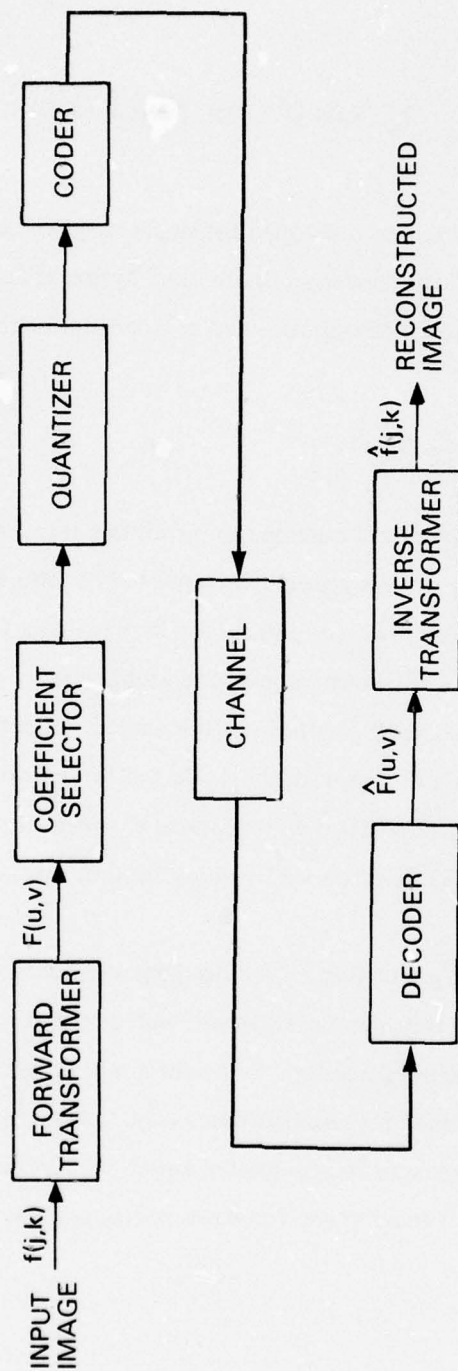 INPUT
IMAGE
f(j,k)
FORWARD
TRANSFORMER
F(u,v)
COEFFICIENT
SELECTOR
QUANTIZER
CODER
CHANNEL
DECODER
F̂(u,v)
INVERSE
TRANSFORMER
f̂(j,k)
RECONSTRUCTED
IMAGE